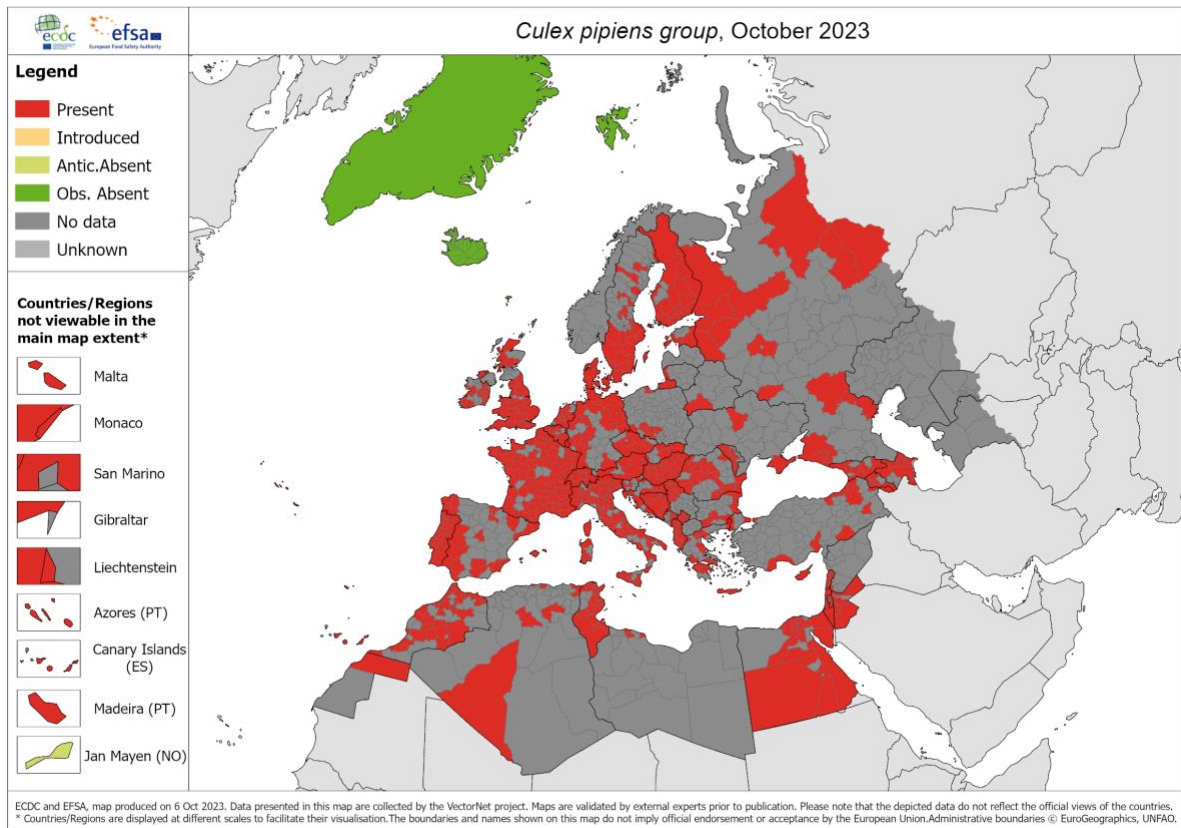 ecdc
efsa
European Food Safety Authority
Culex pipiens group, October 2023
Legend
Present
Introduced
Antic.Absent
Obs. Absent
No data
Unknown
Countries/Regions
not viewable in the
main map extent*
Malta
Monaco
San Marino
Gibraltar
Liechtenstein
Azores (PT)
Canary Islands
(ES)
Madeira (PT)
Jan Mayen (NO)
ECDC and EFSA, map produced on 6 Oct 2023. Data presented in this map are collected by the VectorNet project. Maps are validated by external experts prior to publication. Please note that the depicted data do not reflect the official views of the countries.
* Countries/Regions are displayed at different scales to facilitate their visualisation.The boundaries and names shown on this map do not imply official endorsement or acceptance by the European Union.Administrative boundaries © EuroGeographics, UNFAO.